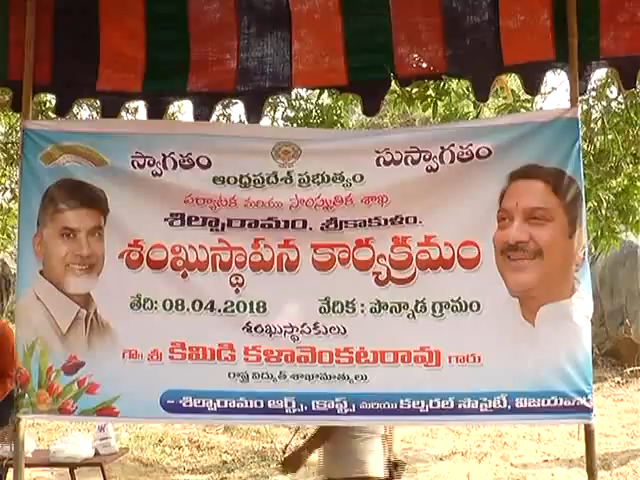 స్వాగతం సుస్వాగతం
ఆంధ్రప్రదేశ్ ప్రభుత్వం
పర్యాటక మరియు సాంస్కృతిక శాఖ
శిల్పారామం, శ్రీకాకుళం.
శంఖుస్థాపన కార్యక్రమం
తేది: 08.04.2018 వేదిక : పొన్నాడ గ్రామం
శంఖుస్థాపకులు
గౌ॥ శ్రీ కిమిడి కళావెంకటరావు గారు
రాష్ట్ర విద్యుత్ శాఖామాత్యులు
- శిల్పారామం ఆర్ట్స్, క్రాఫ్ట్స్ మరియు కల్చరల్ సొసైటీ,